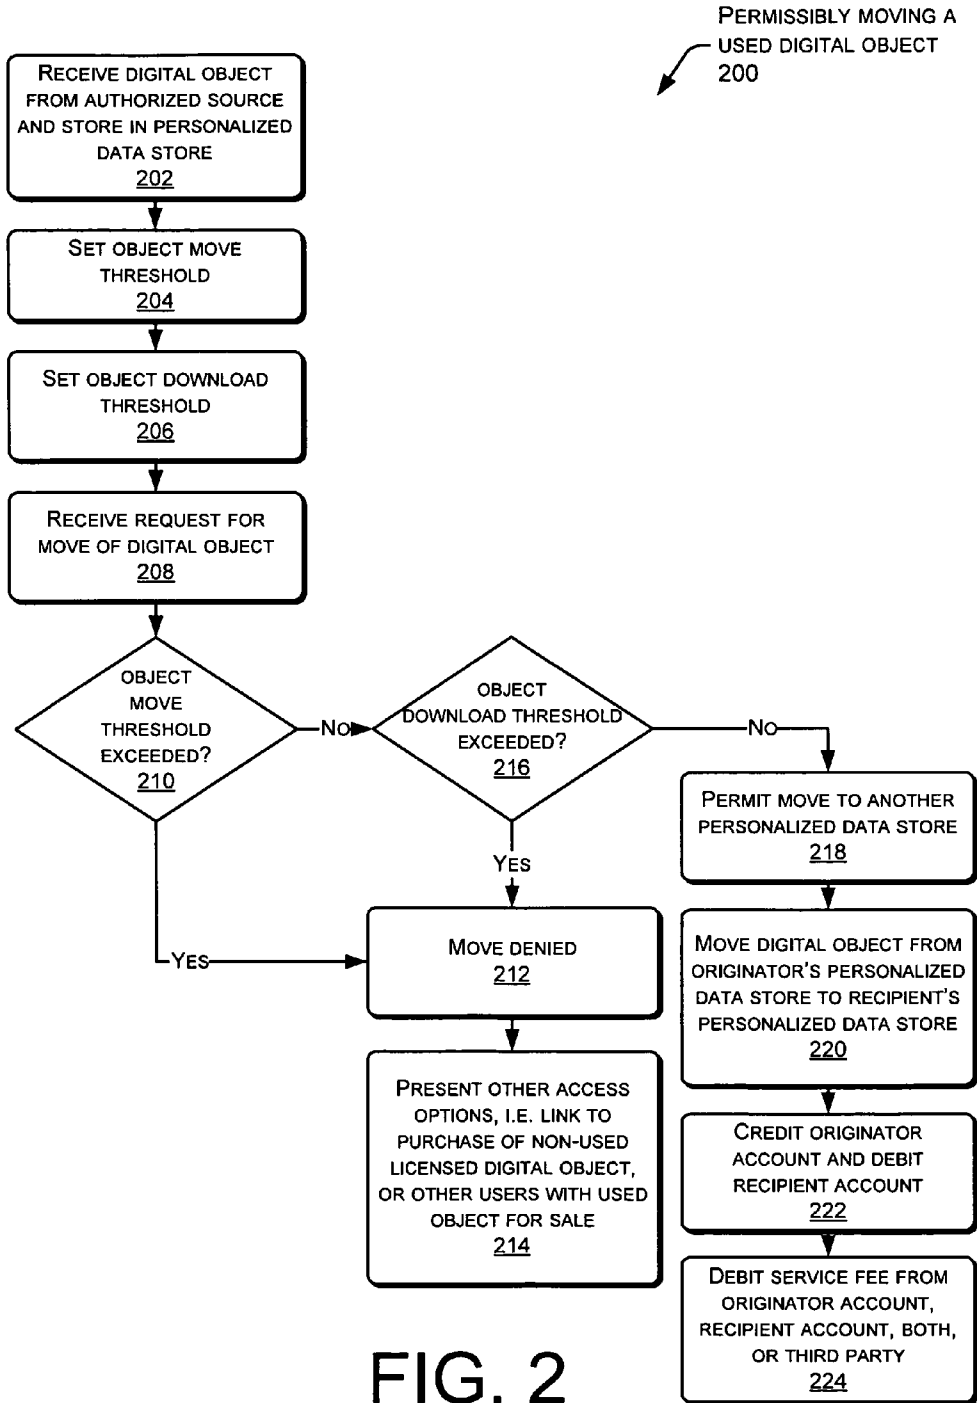 PERMISSIBLY MOVING A
USED DIGITAL OBJECT
200
RECEIVE DIGITAL OBJECT
FROM AUTHORIZED SOURCE
AND STORE IN PERSONALIZED
DATA STORE
202
SET OBJECT MOVE
THRESHOLD
204
SET OBJECT DOWNLOAD
THRESHOLD
206
RECEIVE REQUEST FOR
MOVE OF DIGITAL OBJECT
208
OBJECT
MOVE
THRESHOLD
EXCEEDED?
210
NO
OBJECT
DOWNLOAD THRESHOLD
EXCEEDED?
216
NO
YES
YES
MOVE DENIED
212
PRESENT OTHER ACCESS
OPTIONS, I.E. LINK TO
PURCHASE OF NON-USED
LICENSED DIGITAL OBJECT,
OR OTHER USERS WITH USED
OBJECT FOR SALE
214
PERMIT MOVE TO ANOTHER
PERSONALIZED DATA STORE
218
MOVE DIGITAL OBJECT FROM
ORIGINATOR'S PERSONALIZED
DATA STORE TO RECIPIENT'S
PERSONALIZED DATA STORE
220
CREDIT ORIGINATOR
ACCOUNT AND DEBIT
RECIPIENT ACCOUNT
222
DEBIT SERVICE FEE FROM
ORIGINATOR ACCOUNT,
RECIPIENT ACCOUNT, BOTH,
OR THIRD PARTY
224
FIG. 2